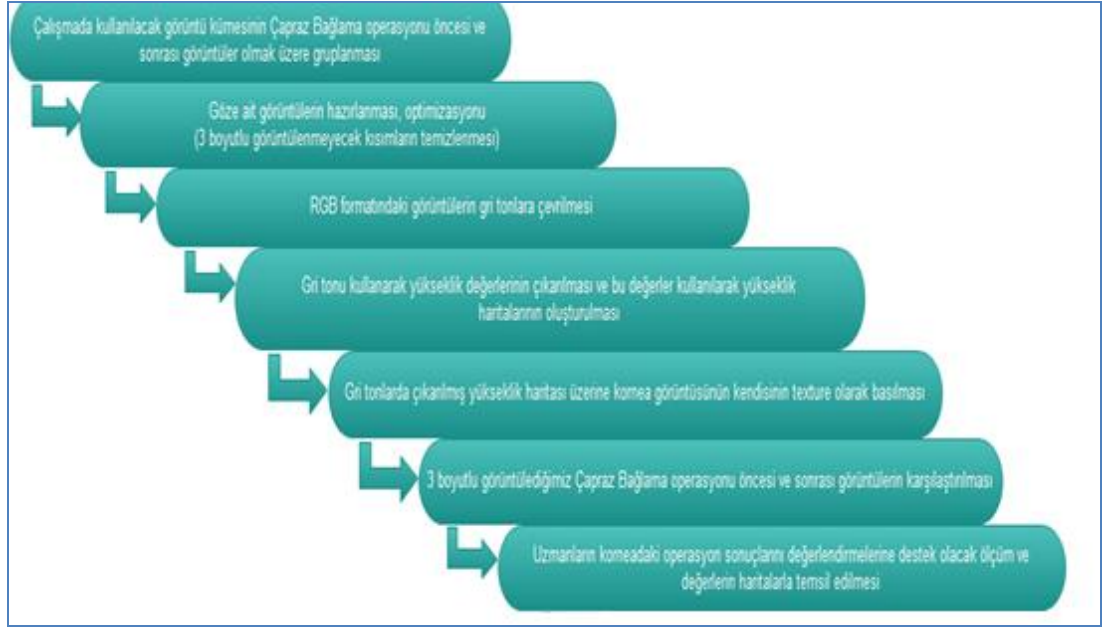 Çalışmada kullanılacak görüntü kümesinin Çapraz Bağlama operasyonu öncesi ve
sonrası görüntüler olmak üzere gruplanması
Göze ait görüntülerin hazırlanması, optimizasyonu
(3 boyutlu görüntülenmeyecek kısımların temizlenmesi)
RGB formatındaki görüntülerin gri tonlara çevrilmesi
Gri tonu kullanarak yükseklik değerlerinin çıkarılması ve bu değerler kullanılarak yükseklik
haritalarının oluşturulması
Gri tonlarda çıkarılmış yükseklik haritası üzerine kornea görüntüsünün kendisinin texture olarak basılması
3 boyutlu görüntülediğimiz Çapraz Bağlama operasyonu öncesi ve sonrası görüntülerin karşılaştırılması
Uzmanların korneadaki operasyon sonuçlarını değerlendirmelerine destek olacak ölçüm ve
değerlerin haritalarla temsil edilmesi